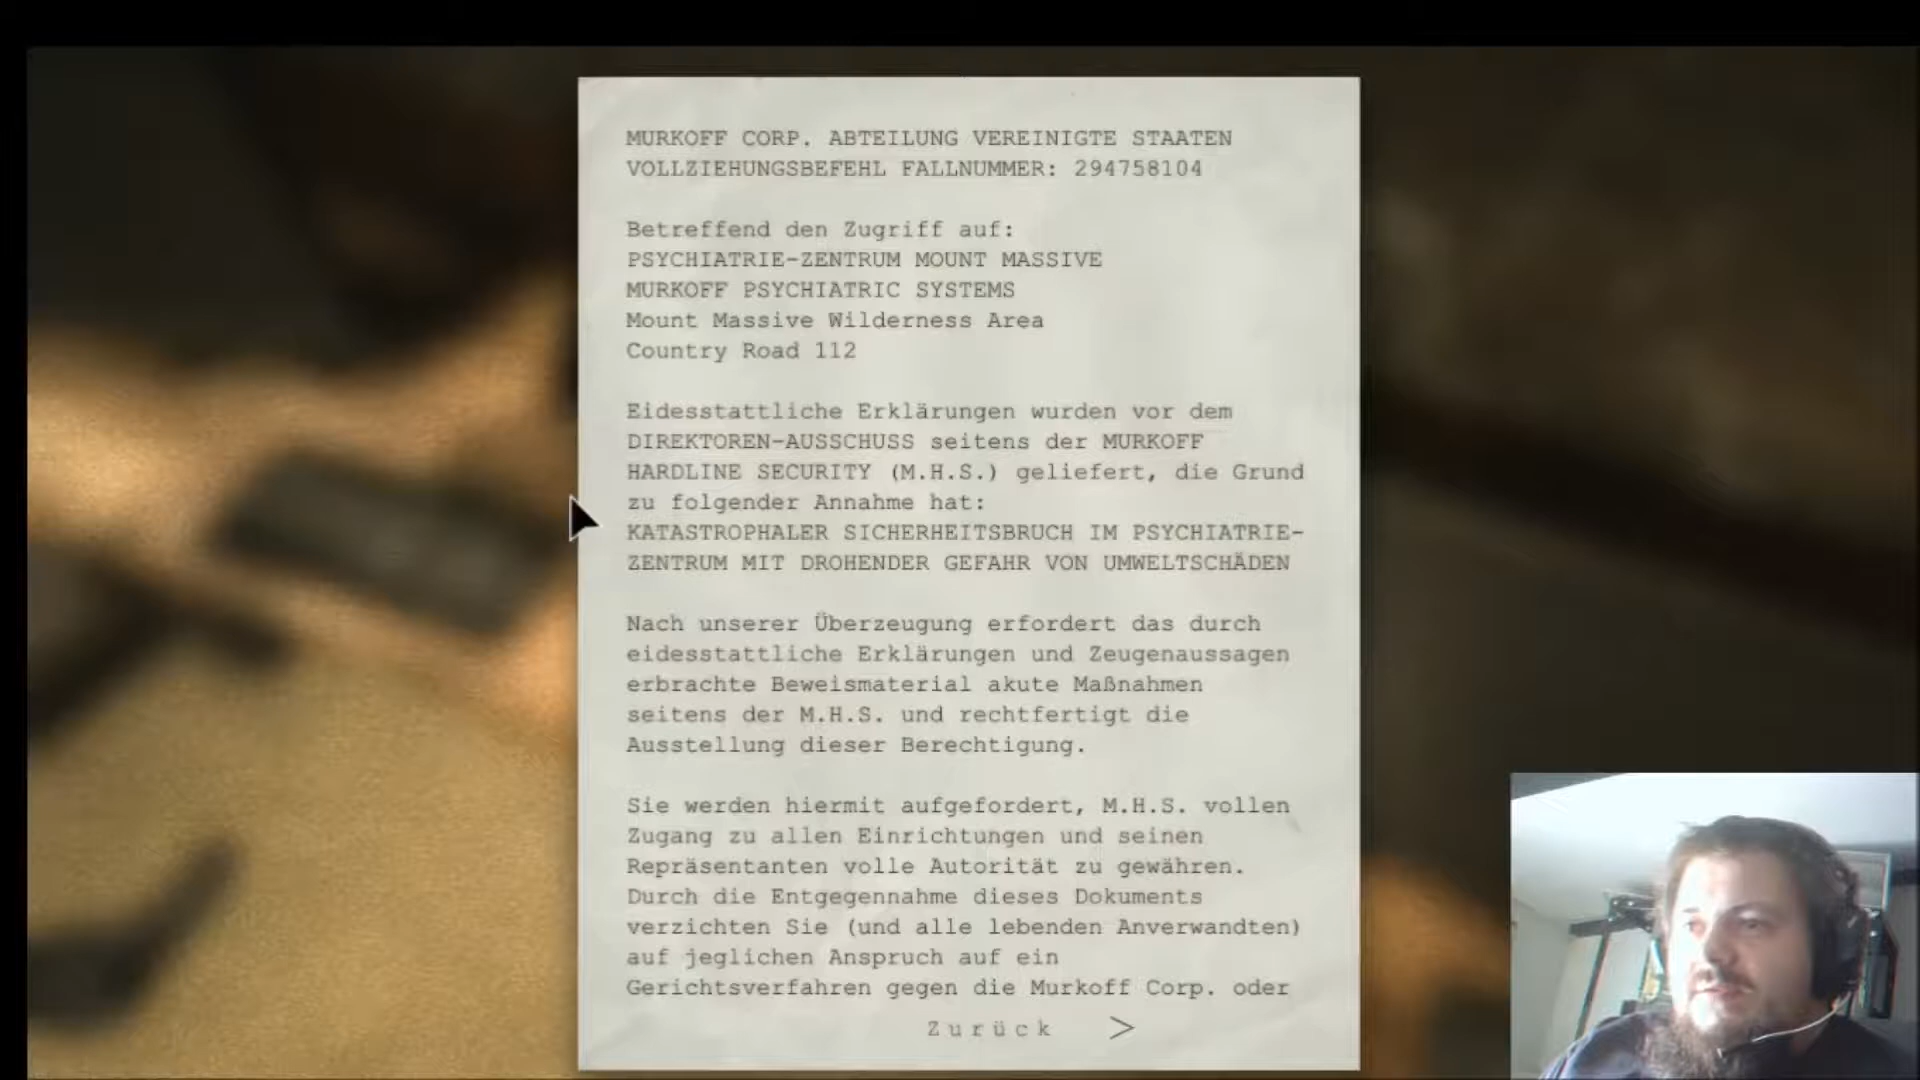 MURKOFF CORP. ABTEILUNG VEREINIGTE STAATEN
VOLLZIEHUNGSBEFEHL FALLNUMMER: 294758104
Betreffend den Zugriff auf:
PSYCHIATRIE-ZENTRUM MOUNT MASSIVE
MURKOFF PSYCHIATRIC SYSTEMS
Mount Massive Wilderness Area
Country Road 112
Eidesstattliche Erklärungen wurden vor dem
DIREKTOREN-AUSSCHUSS seitens der MURKOFF
HARDLINE SECURITY (M.H.S.) geliefert, die Grund
zu folgender Annahme hat:
KATASTROPHALER SICHERHEITSBRUCH IM PSYCHIATRIE-
ZENTRUM MIT DROHENDER GEFAHR VON UMWELTSCHÄDEN
Nach unserer Überzeugung erfordert das durch
eidesstattliche Erklärungen und Zeugenaussagen
erbrachte Beweismaterial akute Maßnahmen
seitens der M.H.S. und rechtfertigt die
Ausstellung dieser Berechtigung.
Sie werden hiermit aufgefordert, M.H.S. vollen
Zugang zu allen Einrichtungen und seinen
Repräsentanten volle Autorität zu gewähren.
Durch die Entgegennahme dieses Dokuments
verzichten Sie (und alle lebenden Anverwandten)
auf jeglichen Anspruch auf ein
Gerichtsverfahren gegen die Murkoff Corp. oder
Zurück >